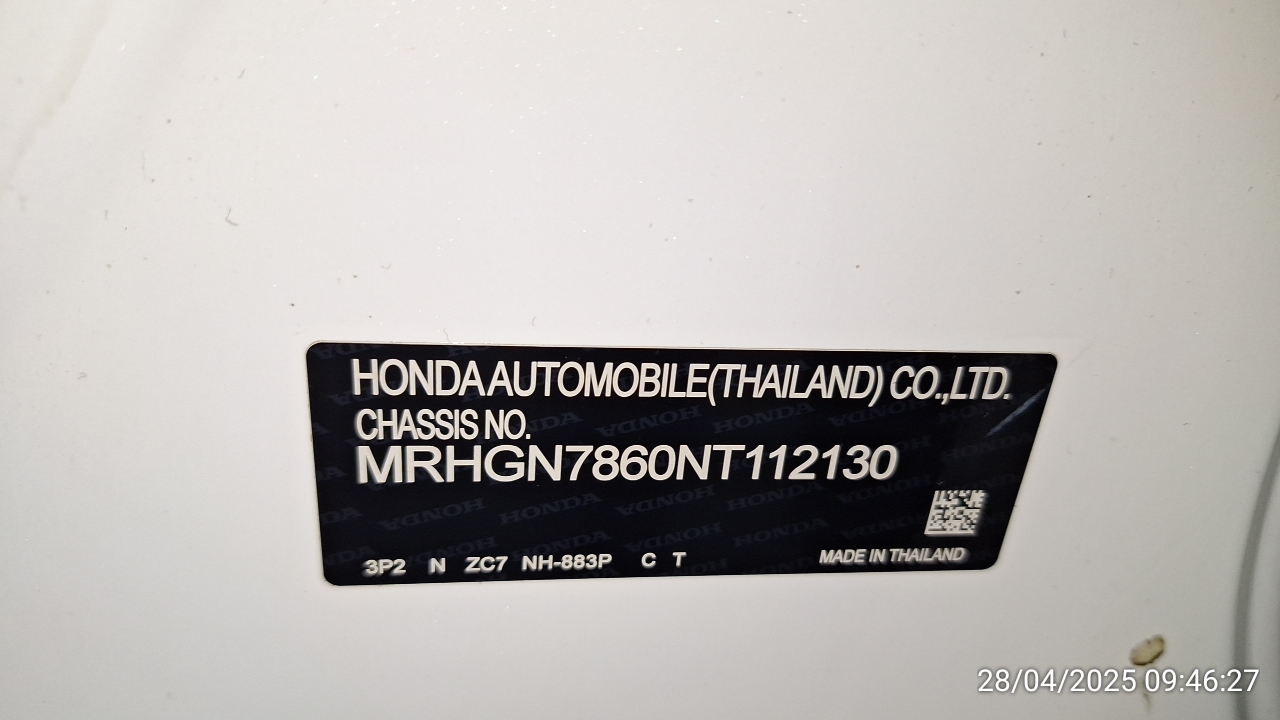 HONDA AUTOMOBILE(THAILAND) CO.,LTD.
CHASSIS NO.
MRHGN7860NT112130
3P2 N ZC7 NH-883P C T
MADE IN THAILAND
28/04/2025 09:46:27